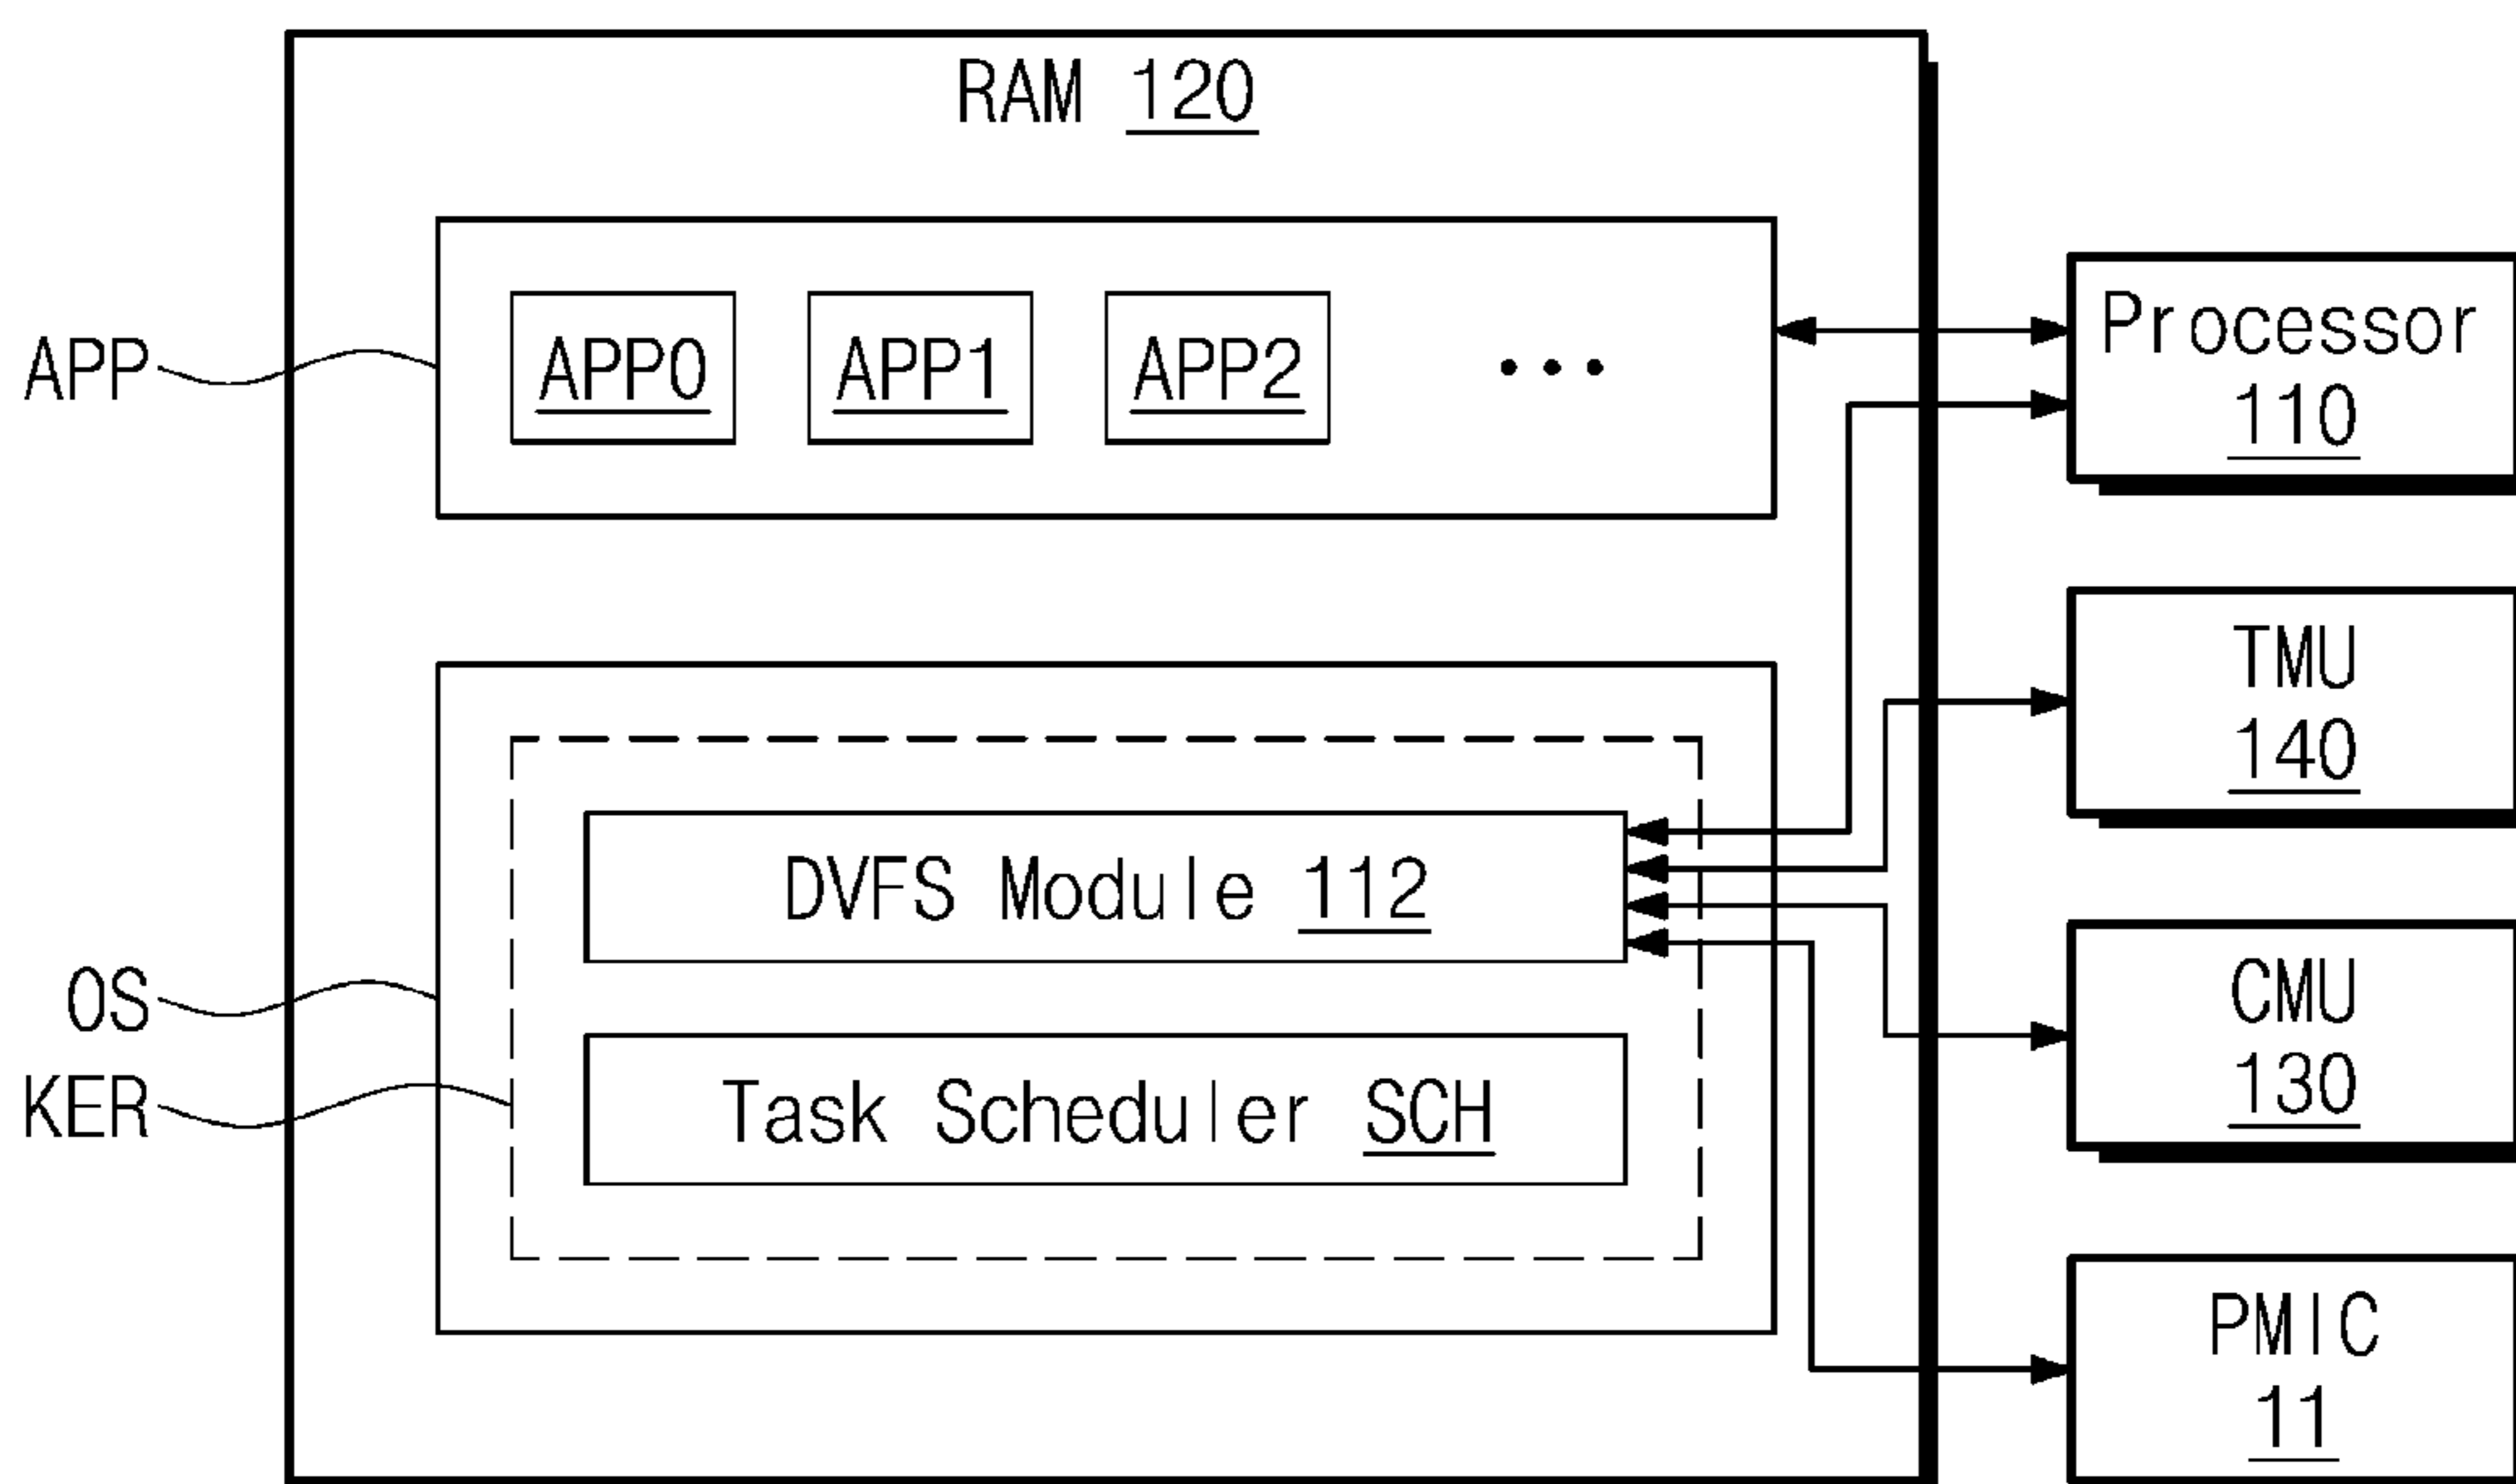 RAM 120
APP
APP0
APP1
APP2
...
Processor
110
TMU
140
DVFS Module 112
OS
CMU
130
KER
Task Scheduler SCH
PMIC
11